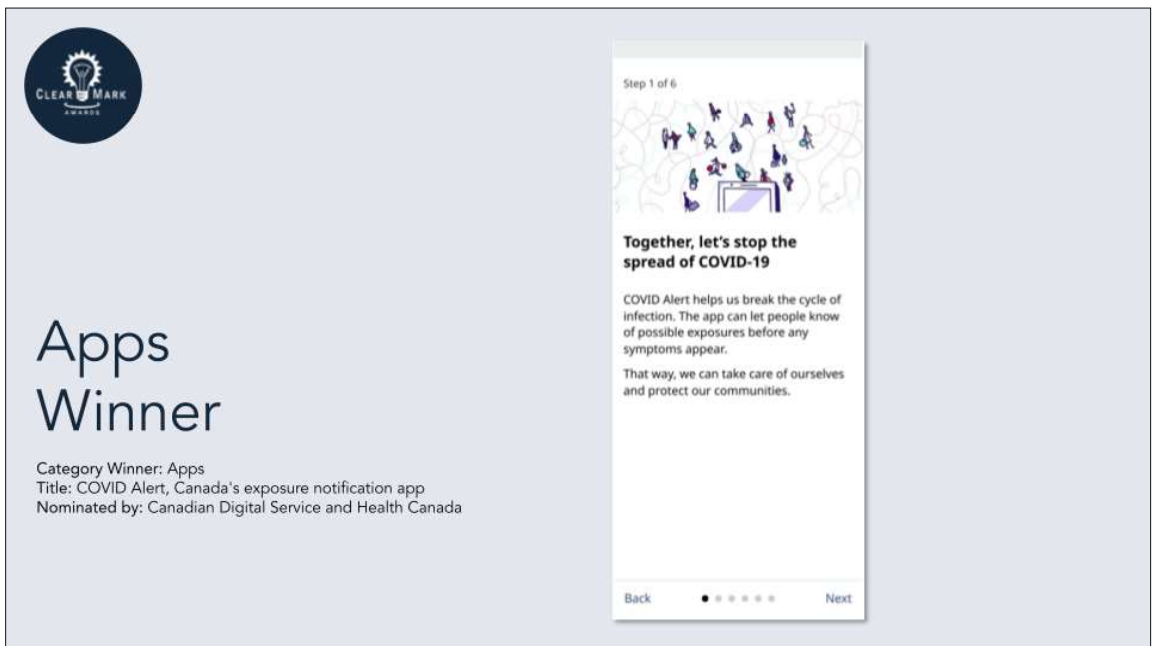 CLEAR MARK
AWARDS
Apps
Winner
Category Winner: Apps
Title: COVID Alert, Canada's exposure notification app
Nominated by: Canadian Digital Service and Health Canada
Step 1 of 6
Together, let’s stop the
spread of COVID-19
COVID Alert helps us break the cycle of
infection. The app can let people know
of possible exposures before any
symptoms appear.
That way, we can take care of ourselves
and protect our communities.
Back
Next